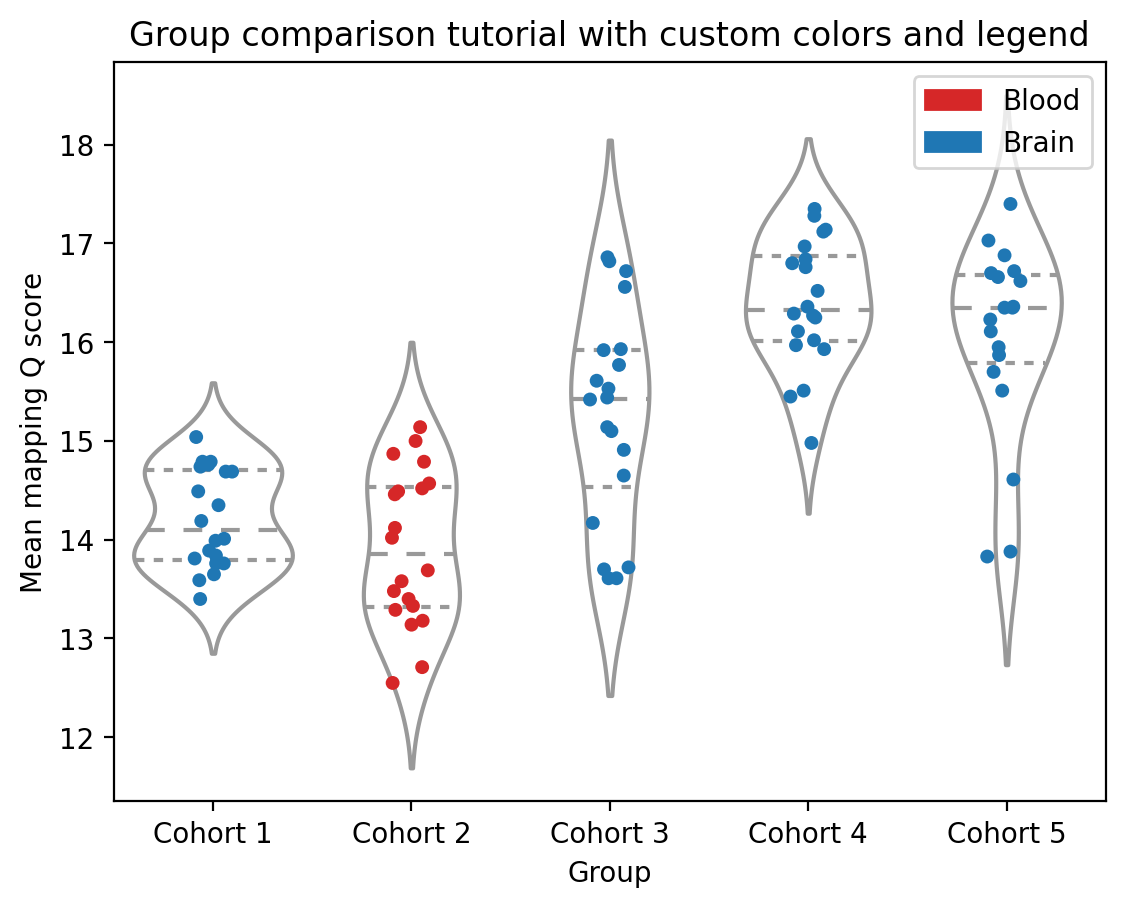 Group comparison tutorial with custom colors and legend
Blood
Brain
18
17
16
15
14
13
12
Mean mapping Q score
Cohort 1 Cohort 2 Cohort 3 Cohort 4 Cohort 5
Group